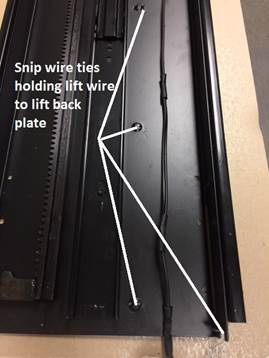 Snip wire ties
holding lift wire
to lift back
plate